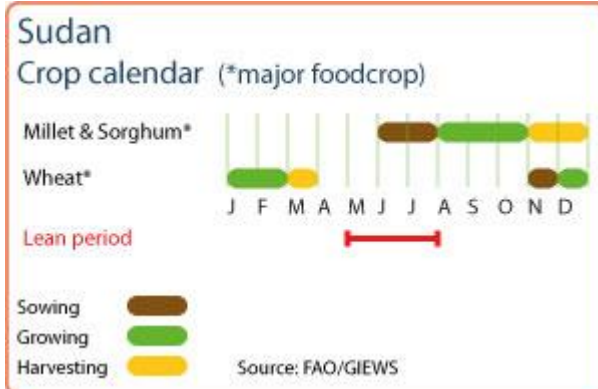 Sudan
Crop calendar (*major foodcrop)
Millet & Sorghum*
Wheat*
J F M A M J J A S O N D
Lean period
Sowing
Growing
Harvesting
Source: FAO/GIEWS